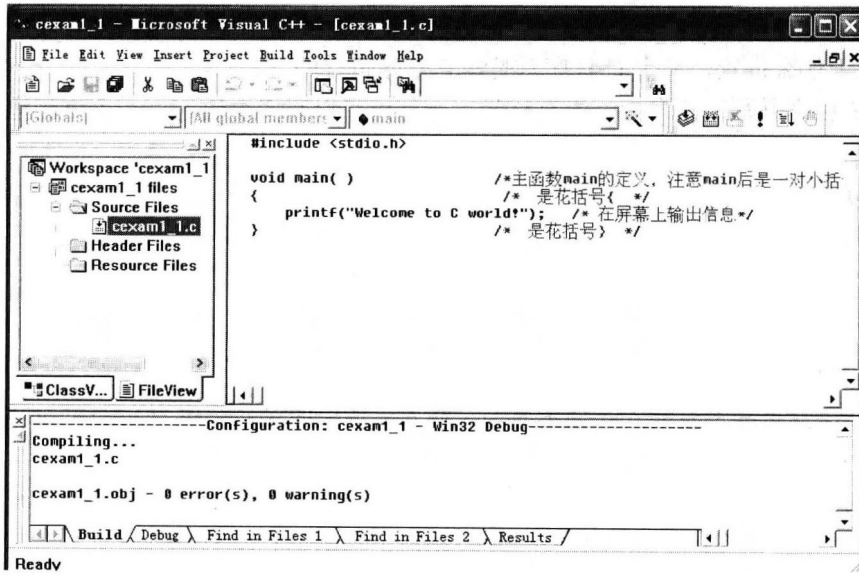 cexam1_1 - Microsoft Visual C++ - [cexam1_1.c]
File Edit View Insert Project Build Tools Window Help
[Globals] [All global members main
Workspace 'cexam1_1
cexam1_1 files
Source Files
cexam1_1.c
Header Files
Resource Files
ClassV... FileView
#include <stdio.h>
void main( ) /*主函数main的定义，注意main后是一对小括
{ /* 是花括号{ */
printf("Welcome to C world!"); /* 在屏幕上输出信息*/
} /* 是花括号} */
--------------------Configuration: cexam1_1 - Win32 Debug--------------------
Compiling...
cexam1_1.c
cexam1_1.obj - 0 error(s), 0 warning(s)
Build Debug Find in Files 1 Find in Files 2 Results
Ready